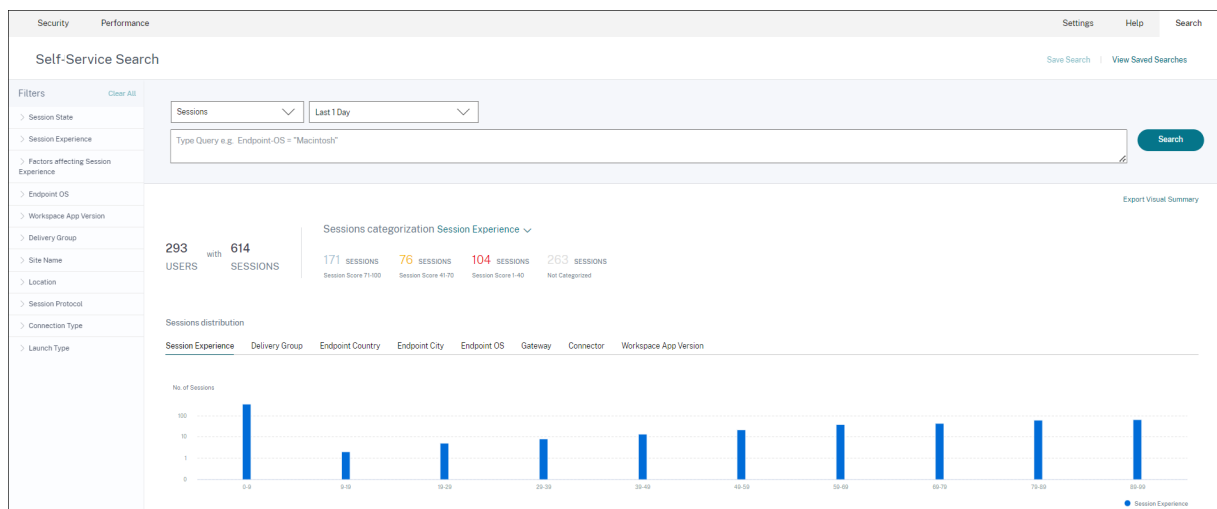 Security Performance Settings Help Search
Self-Service Search Save Search View Saved Searches
Filters Clear All
Session State
Session Experience
Factors affecting Session
Experience
Endpoint OS
Workspace App Version
Delivery Group
Site Name
Location
Session Protocol
Connection Type
Launch Type
Sessions Last 1 Day
Type Query e.g. Endpoint-OS = "Macintosh" Search
Export Visual Summary
293 with 614
USERS SESSIONS
Sessions categorization Session Experience
171 SESSIONS 76 SESSIONS 104 SESSIONS 263 SESSIONS
Session Score 71-100 Session Score 41-70 Session Score 1-40 Not Categorized
Sessions distribution
Session Experience Delivery Group Endpoint Country Endpoint City Endpoint OS Gateway Connector Workspace App Version
No. of Sessions
100
10
1
0
0-9 9-19 19-29 29-39 39-49 49-59 59-69 69-79 79-89 89-99
Session Experience